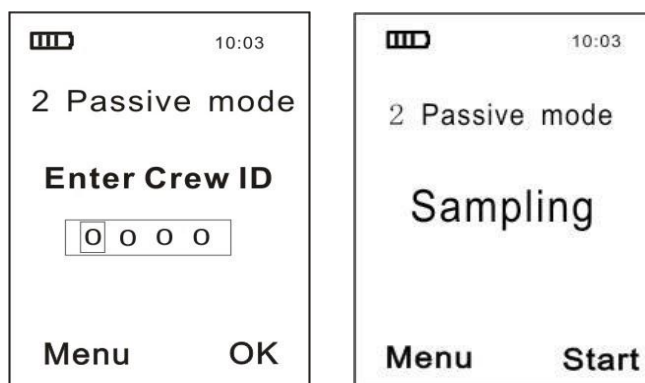 10:03
2 Passive mode
Enter Crew ID
0 0 0 0
Menu OK
10:03
2 Passive mode
Sampling
Menu Start